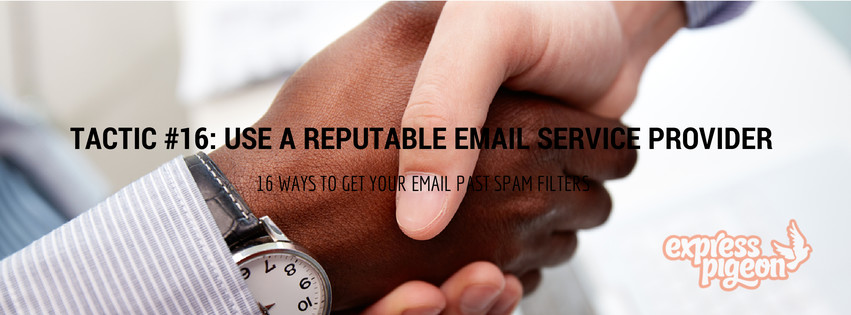 TACTIC #16: USE A REPUTABLE EMAIL SERVICE PROVIDER
16 WAYS TO GET YOUR EMAIL PAST SPAM FILTERS
express
pigeon